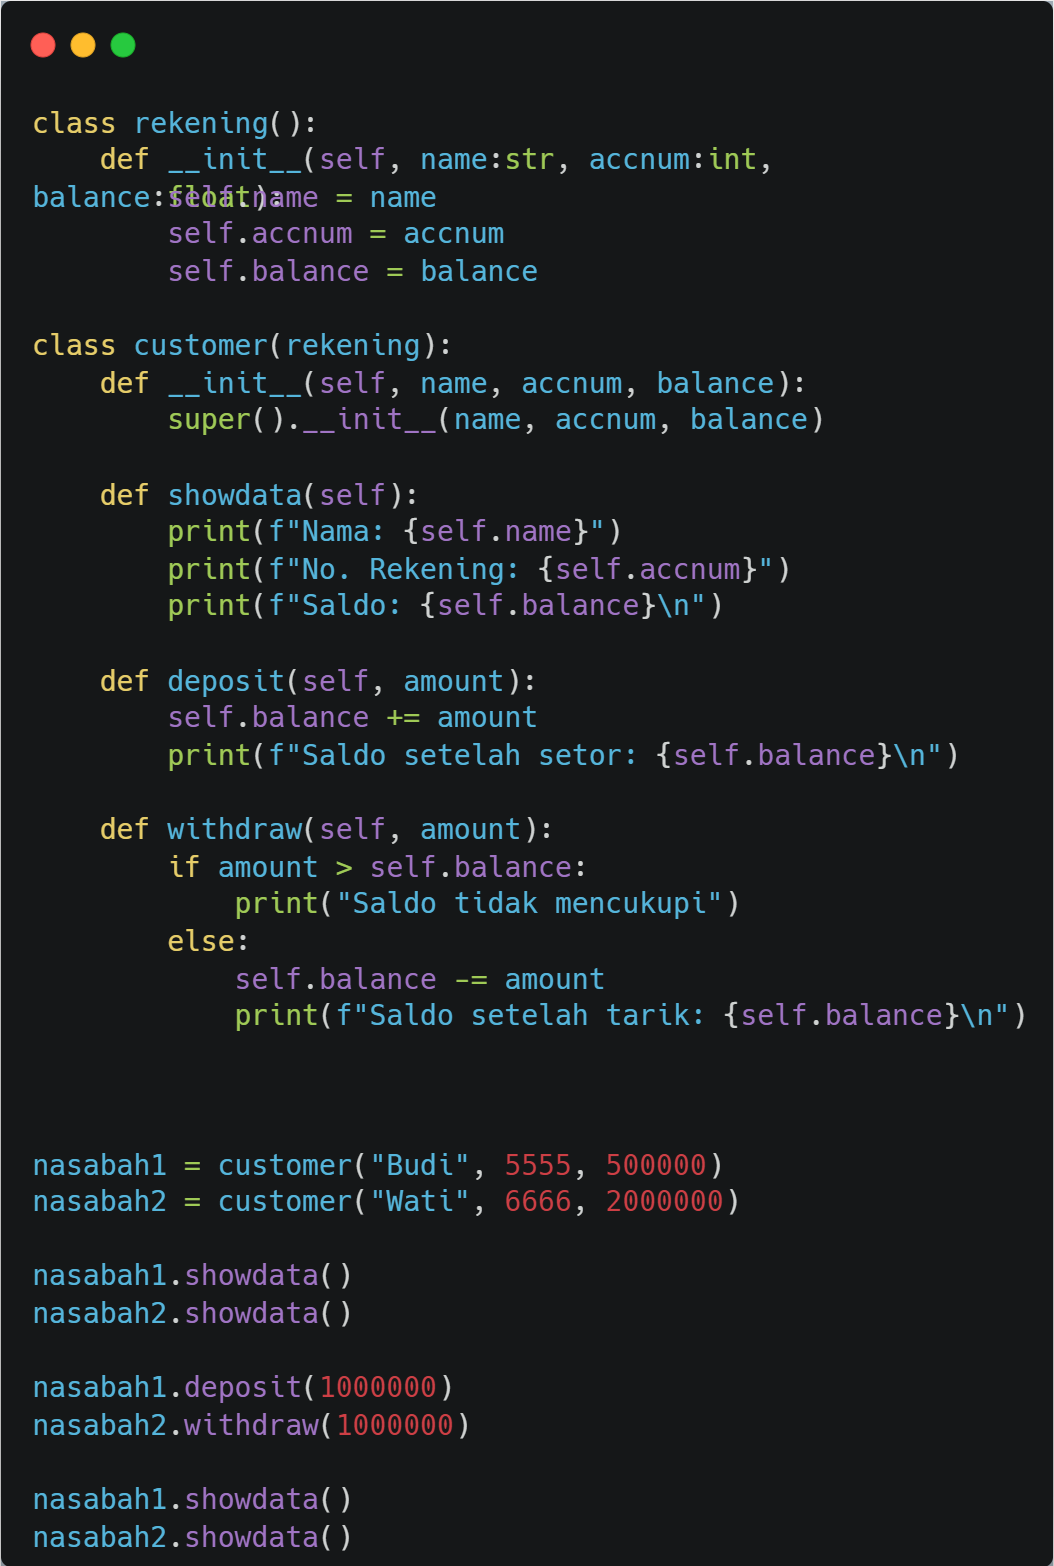 class rekening():
    def __init__(self, name:str, accnum:int,
balance:float):
        self.name = name
        self.accnum = accnum
        self.balance = balance

class customer(rekening):
    def __init__(self, name, accnum, balance):
        super().__init__(name, accnum, balance)

    def showdata(self):
        print(f"Nama: {self.name}")
        print(f"No. Rekening: {self.accnum}")
        print(f"Saldo: {self.balance}\n")

    def deposit(self, amount):
        self.balance += amount
        print(f"Saldo setelah setor: {self.balance}\n")

    def withdraw(self, amount):
        if amount > self.balance:
            print("Saldo tidak mencukupi")
        else:
            self.balance -= amount
            print(f"Saldo setelah tarik: {self.balance}\n")

nasabah1 = customer("Budi", 5555, 500000)
nasabah2 = customer("Wati", 6666, 2000000)

nasabah1.showdata()
nasabah2.showdata()

nasabah1.deposit(1000000)
nasabah2.withdraw(1000000)

nasabah1.showdata()
nasabah2.showdata()